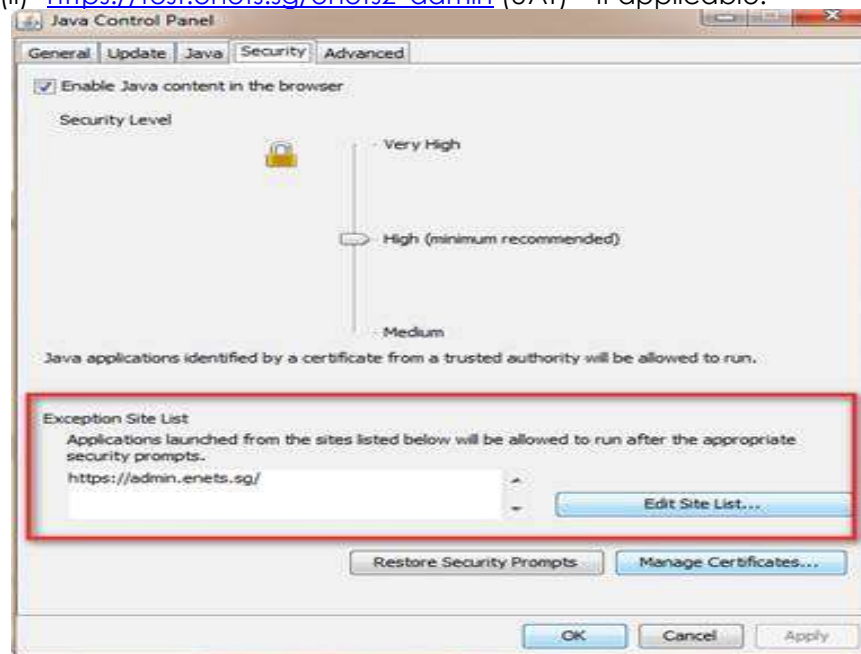 (ii) https://test.enets.sg/enets2-admin (UAT) – if applicable.
Java Control Panel
General Update Java Security Advanced
Enable Java content in the browser
Security Level
Very High
High (minimum recommended)
Medium
Java applications identified by a certificate from a trusted authority will be allowed to run.
Exception Site List
Applications launched from the sites listed below will be allowed to run after the appropriate
security prompts.
https://admin.enets.sg/
Edit Site List...
Restore Security Prompts Manage Certificates...
OK Cancel Apply